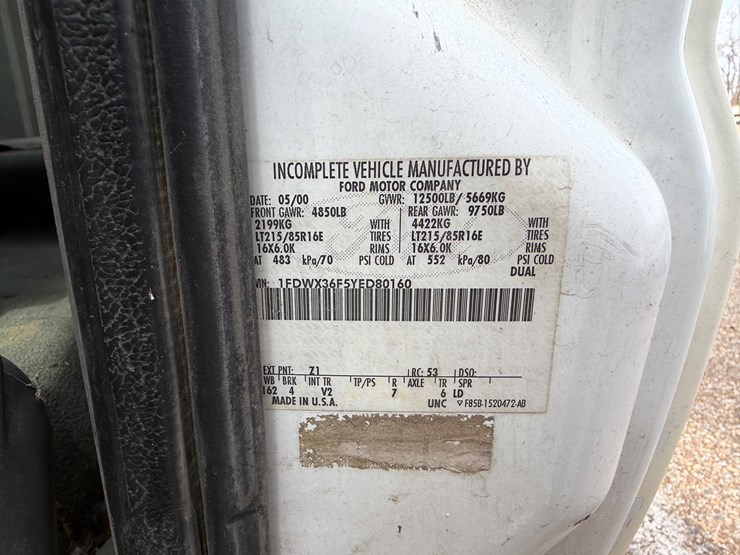 INCOMPLETE VEHICLE MANUFACTURED BY
FORD MOTOR COMPANY
DATE: 05/00 GVWR: 12500LB/ 5669KG
FRONT GAWR: 4850LB REAR GAWR: 9750LB
2199KG WITH 4422KG WITH
LT215/85R16E TIRES LT215/85R16E TIRES
16X6.0K RIMS 16X6.0K RIMS
AT 483 kPa/70 PSI COLD AT 552 kPa/80 PSI COLD
DUAL
VIN: 1FDWX36F5YED80160
EXT PNT: Z1 RC: 53 DSO:
WB BRK INT TR TP/PS R AXLE TR SPR
162 4 V2 7 6 LD
MADE IN U.S.A. UNC ▽ F85B-1520472-AB